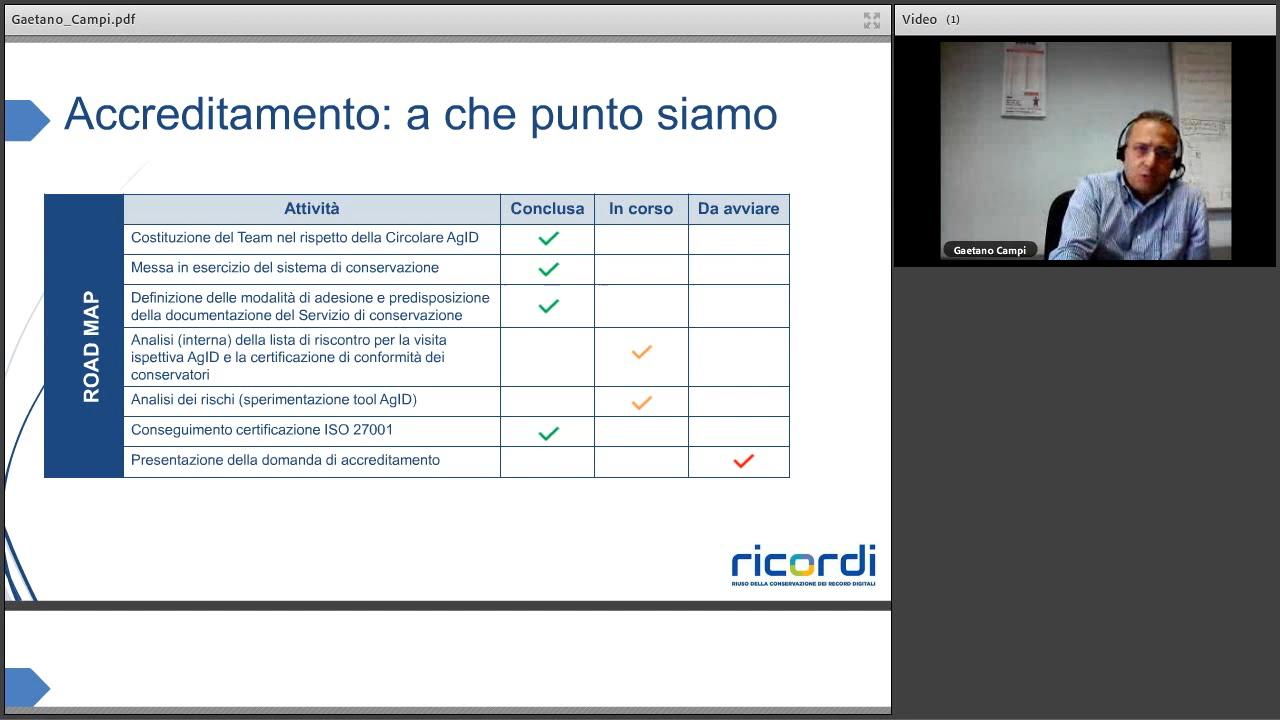 Gaetano_Campi.pdf
Video (1)
Accreditamento: a che punto siamo
ROAD MAP
Attività Conclusa In corso Da avviare
Costituzione del Team nel rispetto della Circolare AgID
Messa in esercizio del sistema di conservazione
Definizione delle modalità di adesione e predisposizione
della documentazione del Servizio di conservazione
Analisi (interna) della lista di riscontro per la visita
ispettiva AgID e la certificazione di conformità dei
conservatori
Analisi dei rischi (sperimentazione tool AgID)
Conseguimento certificazione ISO 27001
Presentazione della domanda di accreditamento
ricordi
RIUSO DELLA CONSERVAZIONE DEI RECORD DIGITALI
Gaetano Campi